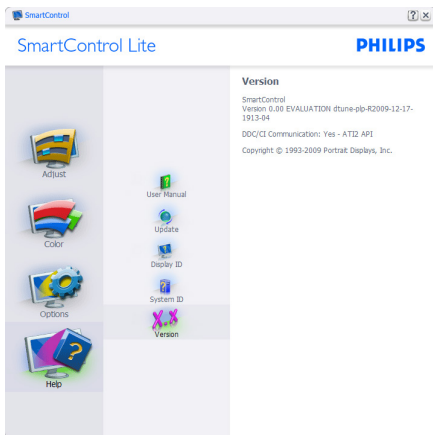 SmartControl
SmartControl Lite
PHILIPS
Adjust
Color
Options
Help
User Manual
Update
Display ID
System ID
X.X
Version
Version
SmartControl
Version 0.00 EVALUATION dtune-plp-R2009-12-17-
1913-04
DDC/CI Communication: Yes - ATI2 API
Copyright © 1993-2009 Portrait Displays, Inc.